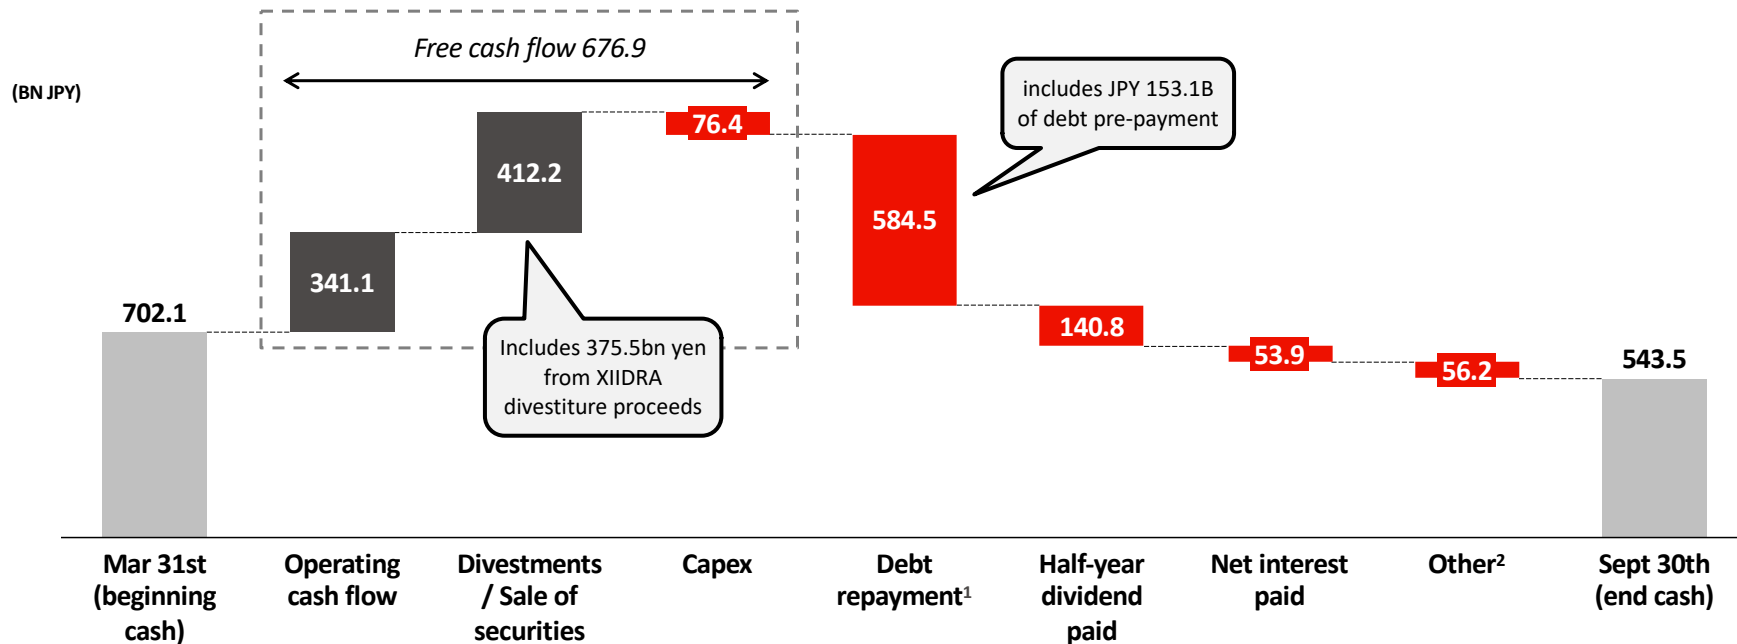 Free cash flow 676.9
(BN JPY)
includes JPY 153.1B
of debt pre-payment
76.4
412.2
584.5
341.1
702.1
140.8
Includes 375.5bn yen
from XIIDRA
divestiture proceeds
53.9
56.2
543.5
Mar 31st
(beginning
cash)
Operating
cash flow
Divestments
/ Sale of
securities
Capex
Debt
repayment¹
Half-year
dividend
paid
Net interest
paid
Other²
Sept 30th
(end cash)